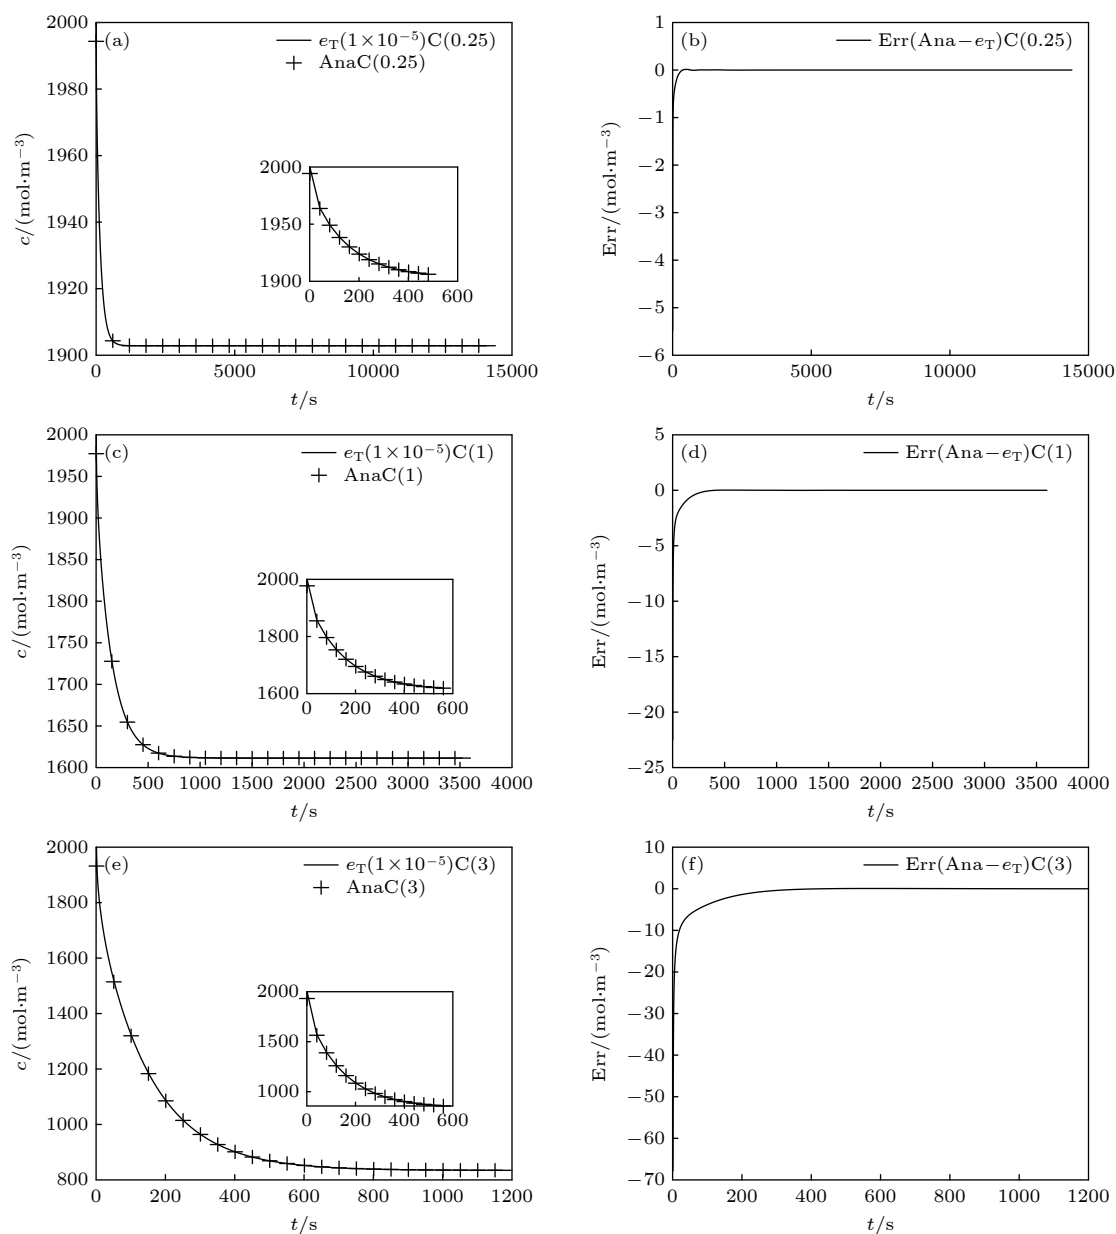 (a)
e_T(1×10⁻⁵)C(0.25)
AnaC(0.25)
2000
1980
1960
1940
1920
1900
c/(mol·m⁻³)
0 5000 10000 15000
t/s
2000
1950
1900
0 200 400 600
(b)
Err(Ana−e_T)C(0.25)
1
0
−1
−2
−3
−4
−5
−6
Err/(mol·m⁻³)
0 5000 10000 15000
t/s
(c)
e_T(1×10⁻⁵)C(1)
AnaC(1)
2000
1950
1900
1850
1800
1750
1700
1650
1600
c/(mol·m⁻³)
0 500 1000 1500 2000 2500 3000 3500 4000
t/s
2000
1800
1600
0 200 400 600
(d)
Err(Ana−e_T)C(1)
5
0
−5
−10
−15
−20
−25
Err/(mol·m⁻³)
0 500 1000 1500 2000 2500 3000 3500 4000
t/s
(e)
e_T(1×10⁻⁵)C(3)
AnaC(3)
2000
1800
1600
1400
1200
1000
800
c/(mol·m⁻³)
0 200 400 600 800 1000 1200
t/s
2000
1500
1000
0 200 400 600
(f)
Err(Ana−e_T)C(3)
10
0
−10
−20
−30
−40
−50
−60
−70
Err/(mol·m⁻³)
0 200 400 600 800 1000 1200
t/s